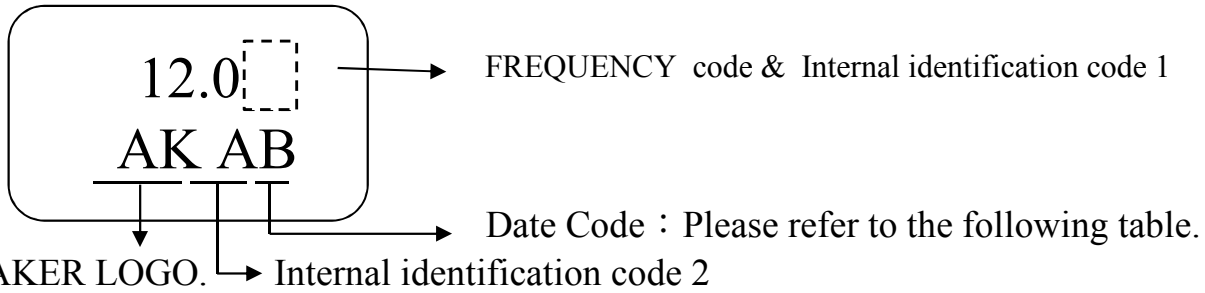 12.0
FREQUENCY code & Internal identification code 1
AK AB
Date Code：Please refer to the following table.
AKER LOGO.
Internal identification code 2